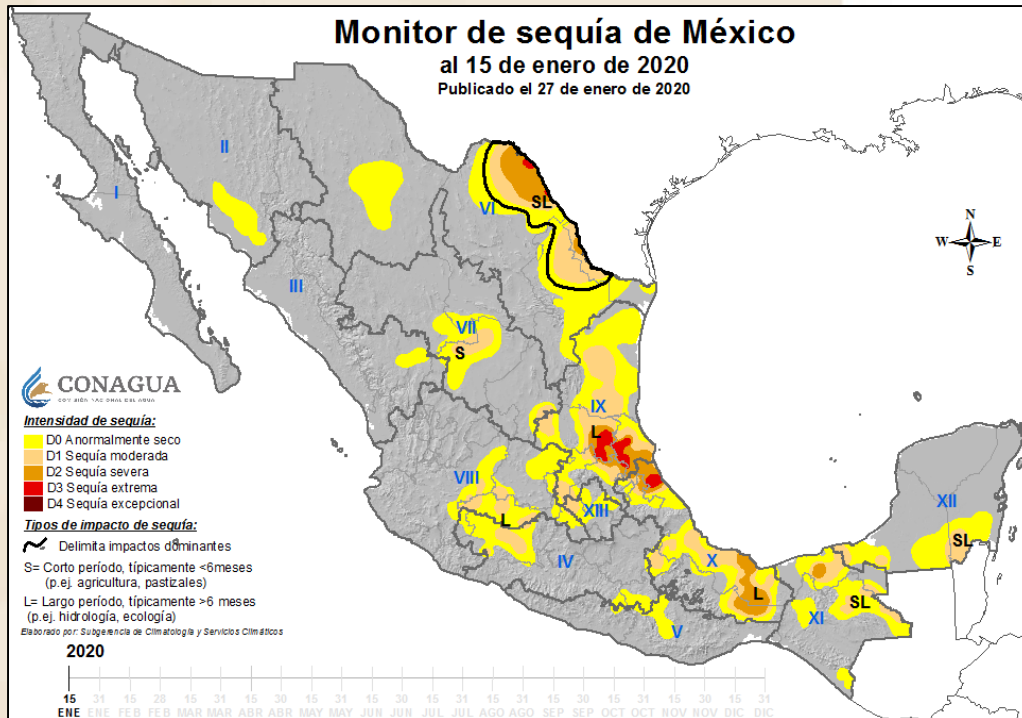 Monitor de sequía de México
al 15 de enero de 2020
Publicado el 27 de enero de 2020
II
I
VI
SL
III
VII
S
IX
L
VIII
L
XIII
IV
X
L
V
XI
SL
XII
SL
N
W E
S
CONAGUA
COMISIÓN NACIONAL DEL AGUA
Intensidad de sequía:
D0 Anormalmente seco
D1 Sequía moderada
D2 Sequía severa
D3 Sequía extrema
D4 Sequía excepcional
Tipos de impacto de sequía:
Delimita impactos dominantes
S= Corto período, típicamente <6meses
(p.ej. agricultura, pastizales)
L= Largo período, típicamente >6 meses
(p.ej. hidrología, ecología)
Elaborado por: Subgerencia de Climatología y Servicios Climáticos
2020
15 31 15 28 15 31 15 30 15 31 15 30 15 31 15 31 15 30 15 31 15 30 15 31
ENE ENE FEB FEB MAR MAR ABR ABR MAY MAY JUN JUN JUL JUL AGO AGO SEP SEP OCT OCT NOV NOV DIC DIC